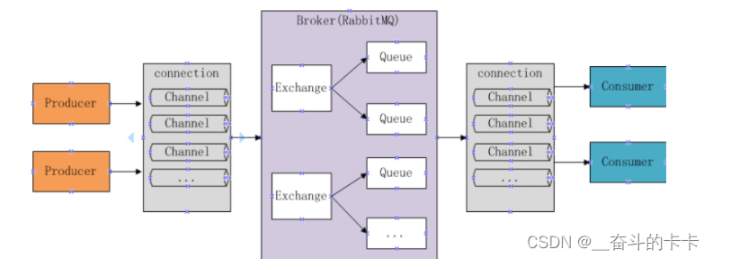 Broker(RabbitMQ)
Producer
Producer
connection
Channel
Channel
Channel
...
Exchange
Queue
Queue
Exchange
Queue
...
connection
Channel
Channel
Channel
...
Consumer
Consumer
CSDN @__奋斗的卡卡